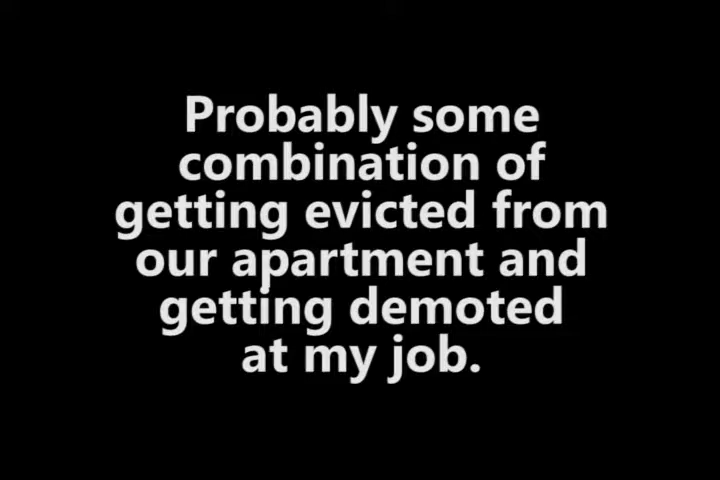 Probably some
combination of
getting evicted from
our apartment and
getting demoted
at my job.